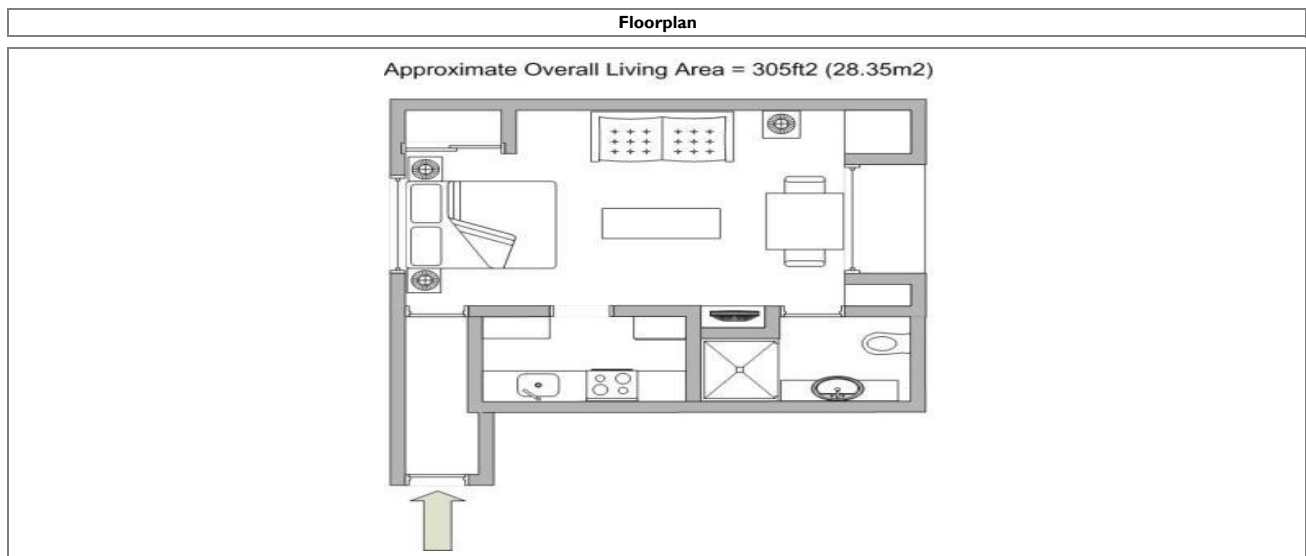 Floorplan
Approximate Overall Living Area = 305ft2 (28.35m2)